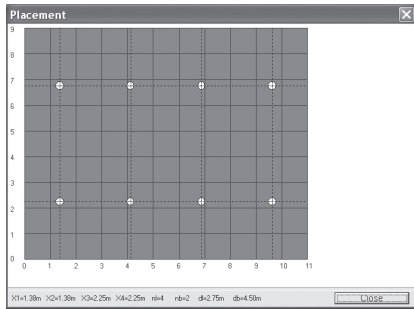 Placement
9
8
7
6
5
4
3
2
1
0
0 1 2 3 4 5 6 7 8 9 10 11
X1=1.38m X2=1.38m X3=2.25m X4=2.25m nl=4 nb=2 dl=2.75m db=4.50m
Close